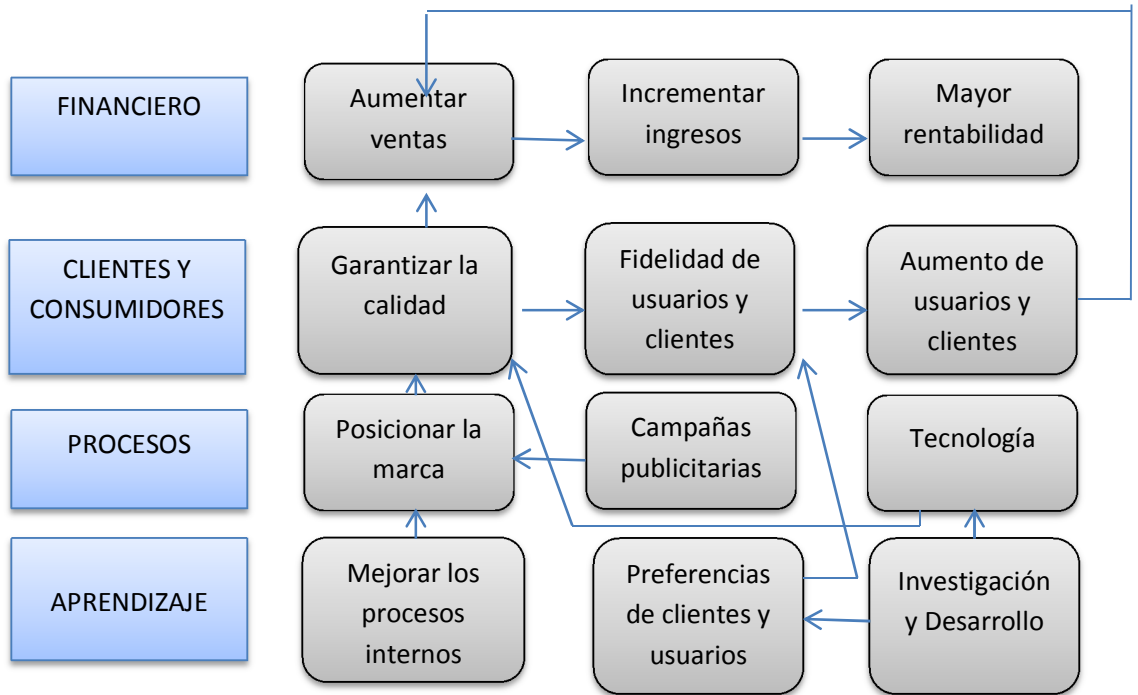 FINANCIERO
Aumentar
ventas
Incrementar
ingresos
Mayor
rentabilidad
CLIENTES Y
CONSUMIDORES
Garantizar la
calidad
Fidelidad de
usuarios y
clientes
Aumento de
usuarios y
clientes
PROCESOS
Posicionar la
marca
Campañas
publicitarias
Tecnología
APRENDIZAJE
Mejorar los
procesos
internos
Preferencias
de clientes y
usuarios
Investigación
y Desarrollo